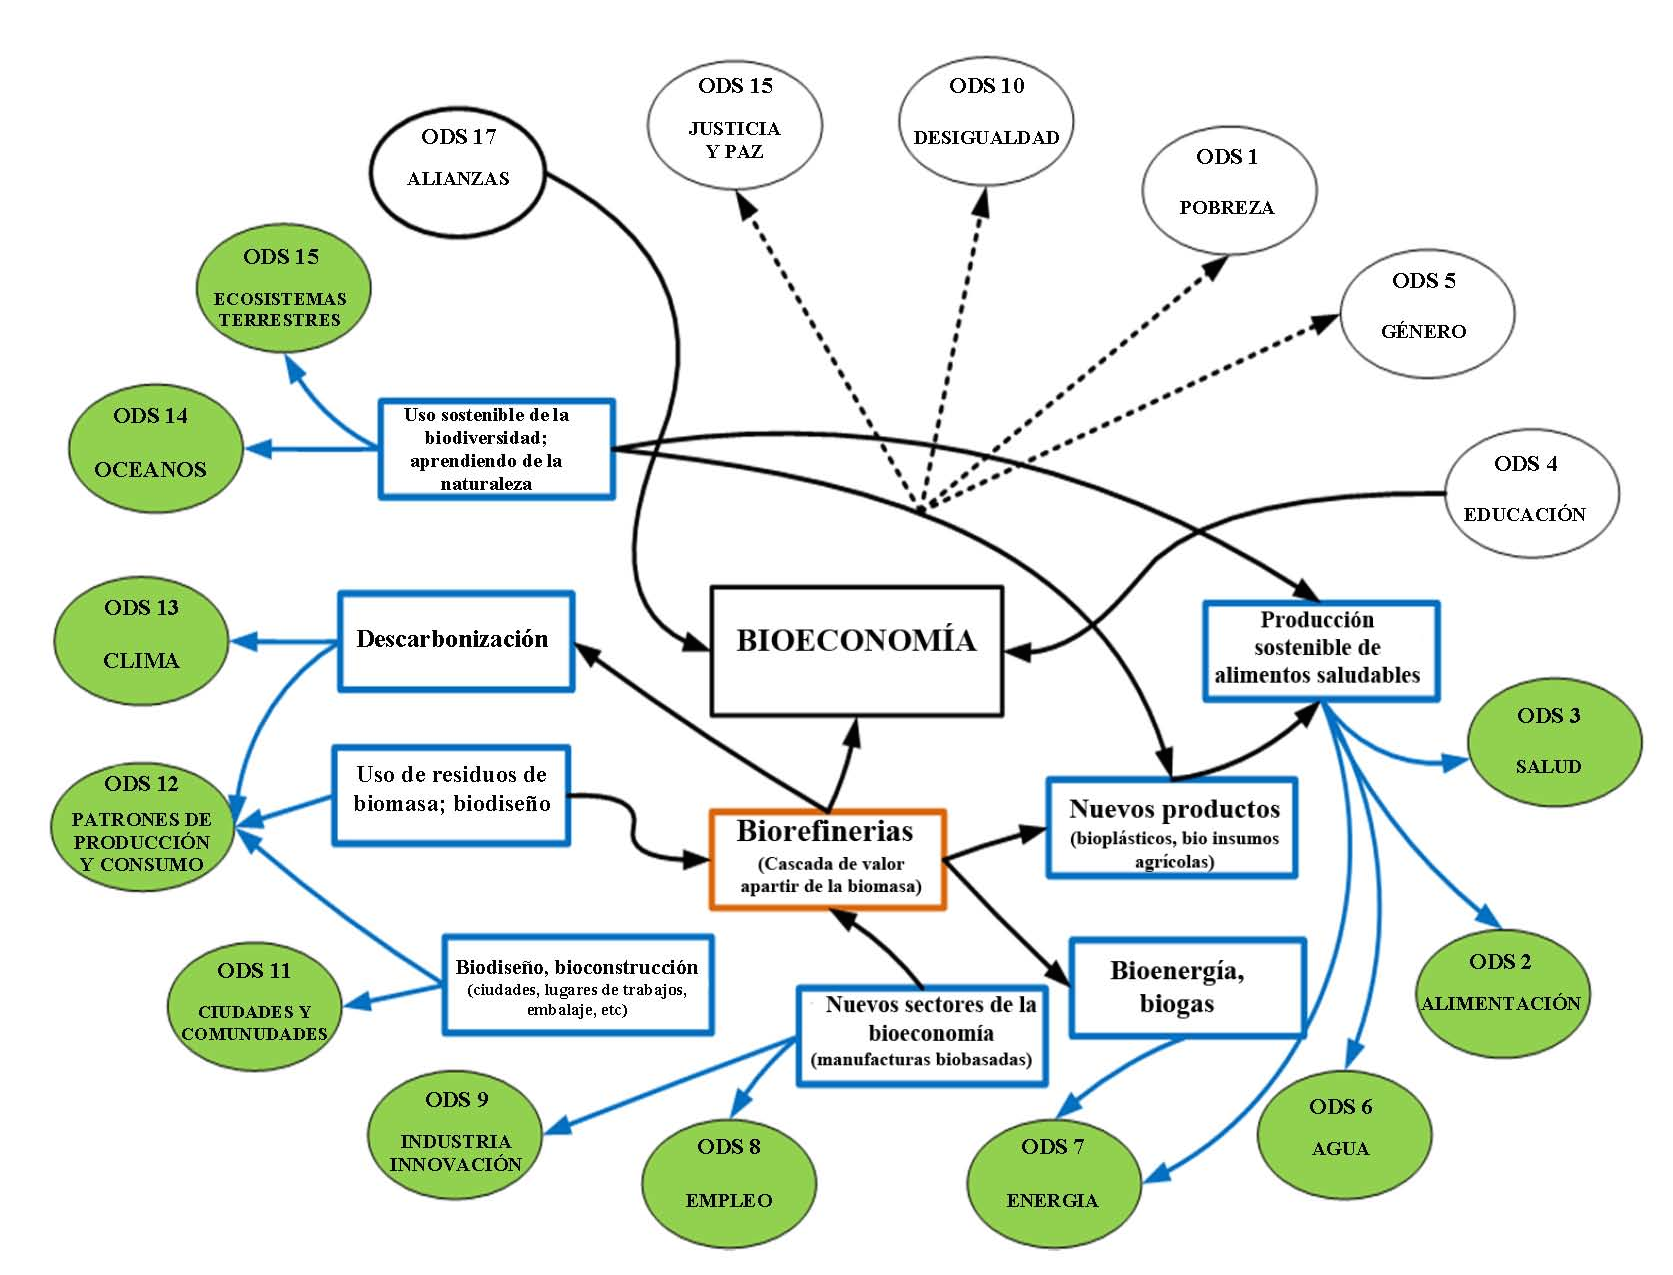 ODS 15
JUSTICIA
Y PAZ
ODS 10
DESIGUALDAD
ODS 17
ALIANZAS
ODS 1
POBREZA
ODS 15
ECOSISTEMAS
TERRESTRES
ODS 5
GÉNERO
ODS 14
OCEANOS
Uso sostenible de la
biodiversidad;
aprendiendo de la
naturaleza
ODS 4
EDUCACIÓN
ODS 13
CLIMA
Descarbonización
BIOECONOMÍA
Producción
sostenible de
alimentos saludables
ODS 3
SALUD
ODS 12
PATRONES DE
PRODUCCIÓN
Y CONSUMO
Uso de residuos de
biomasa; biodiseño
Biorefinerias
(Cascada de valor
apartir de la biomasa)
Nuevos productos
(bioplásticos, bio insumos
agrícolas)
ODS 11
CIUDADES Y
COMUNUDADES
Biodiseño, bioconstrucción
(ciudades, lugares de trabajos,
embalaje, etc)
Nuevos sectores de la
bioeconomía
(manufacturas biobasadas)
Bioenergía,
biogas
ODS 2
ALIMENTACIÓN
ODS 9
INDUSTRIA
INNOVACIÓN
ODS 8
EMPLEO
ODS 7
ENERGIA
ODS 6
AGUA